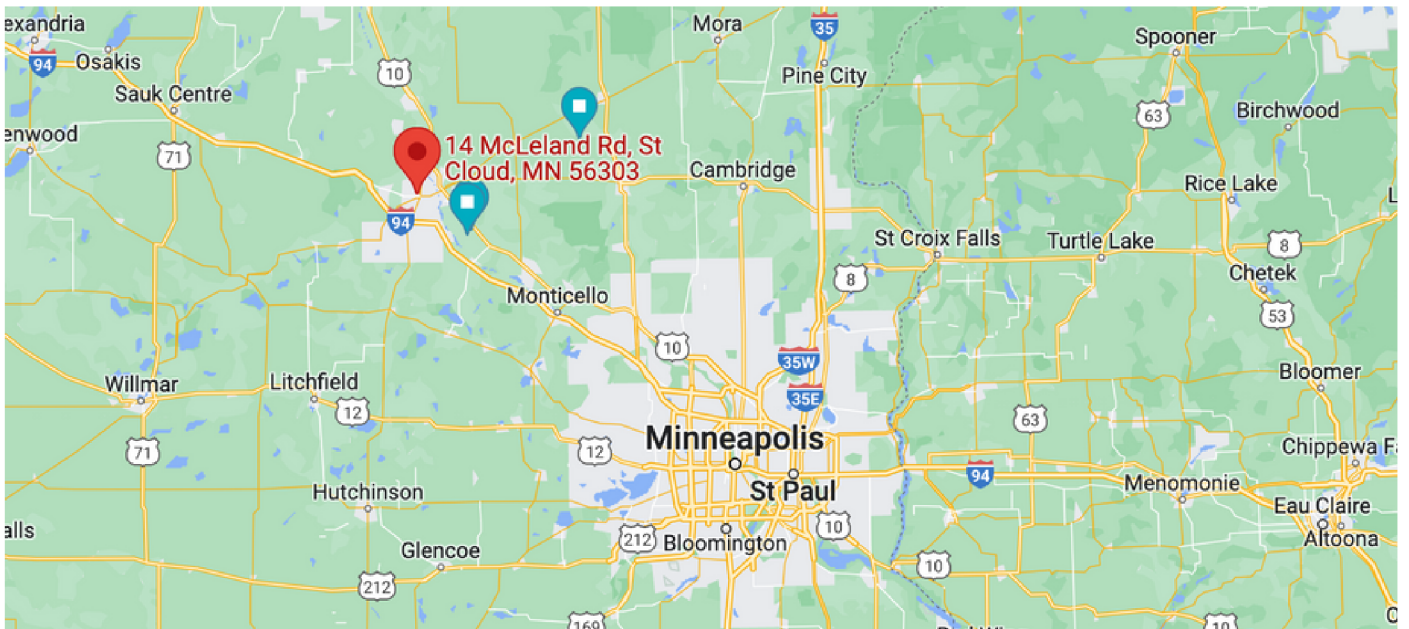 exandria
94
Osakis
Sauk Centre
enwood
71
10
14 McLeland Rd, St
Cloud, MN 56303
94
Mora
35
Pine City
Cambridge
Spooner
63
Birchwood
Rice Lake
L
St Croix Falls
Turtle Lake
8
8
Chetek
53
Monticello
10
35W
35E
Willmar
Litchfield
12
71
12
Minneapolis
St Paul
63
Bloomer
Chippewa Fa
94
Menomonie
Eau Claire
Altoona
Hutchinson
alls
Glencoe
212
Bloomington
10
212
10
169
10